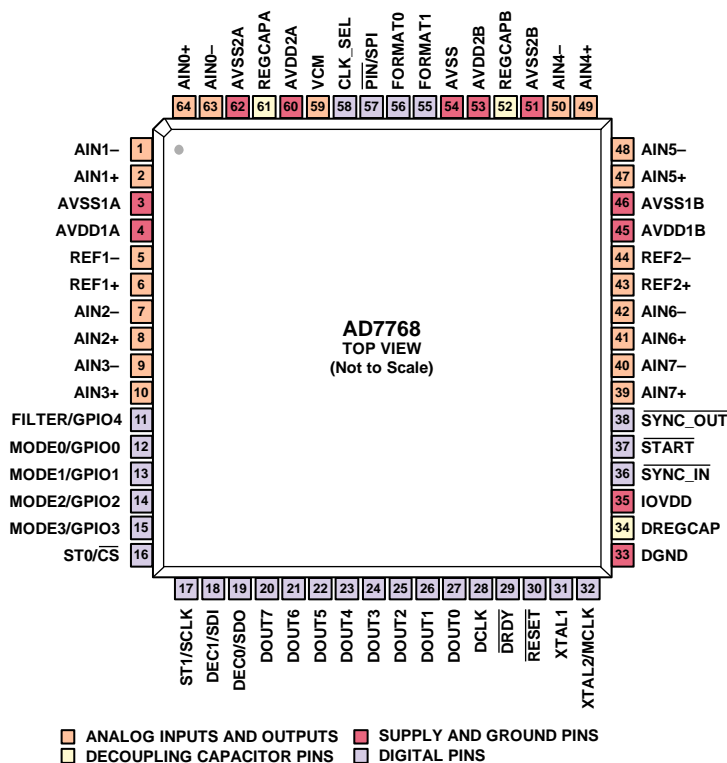 AIN0+ AIN0– AVSS2A REGCAPA AVDD2A VCM CLK_SEL PIN/SPI FORMAT0 FORMAT1 AVSS AVDD2B REGCAPB AVSS2B AIN4– AIN4+
64 63 62 61 60 59 58 57 56 55 54 53 52 51 50 49
AIN1– 1 48 AIN5–
AIN1+ 2 47 AIN5+
AVSS1A 3 46 AVSS1B
AVDD1A 4 45 AVDD1B
REF1– 5 44 REF2–
REF1+ 6 43 REF2+
AIN2– 7 42 AIN6–
AIN2+ 8 AD7768 41 AIN6+
TOP VIEW
AIN3– 9 (Not to Scale) 40 AIN7–
AIN3+ 10 39 AIN7+
FILTER/GPIO4 11 38 SYNC_OUT
MODE0/GPIO0 12 37 START
MODE1/GPIO1 13 36 SYNC_IN
MODE2/GPIO2 14 35 IOVDD
MODE3/GPIO3 15 34 DREGCAP
ST0/CS 16 33 DGND
17 18 19 20 21 22 23 24 25 26 27 28 29 30 31 32
ST1/SCLK DEC1/SDI DEC0/SDO DOUT7 DOUT6 DOUT5 DOUT4 DOUT3 DOUT2 DOUT1 DOUT0 DCLK DRDY RESET XTAL1 XTAL2/MCLK
ANALOG INPUTS AND OUTPUTS SUPPLY AND GROUND PINS
DECOUPLING CAPACITOR PINS DIGITAL PINS